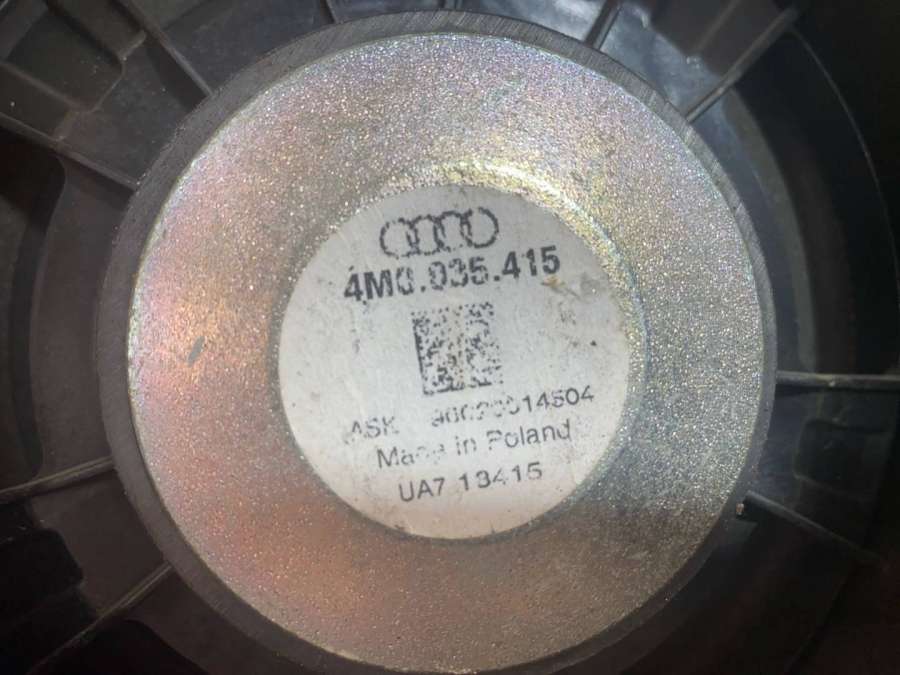 4M0.035.415
ASK
Made in Poland
UA7 13415